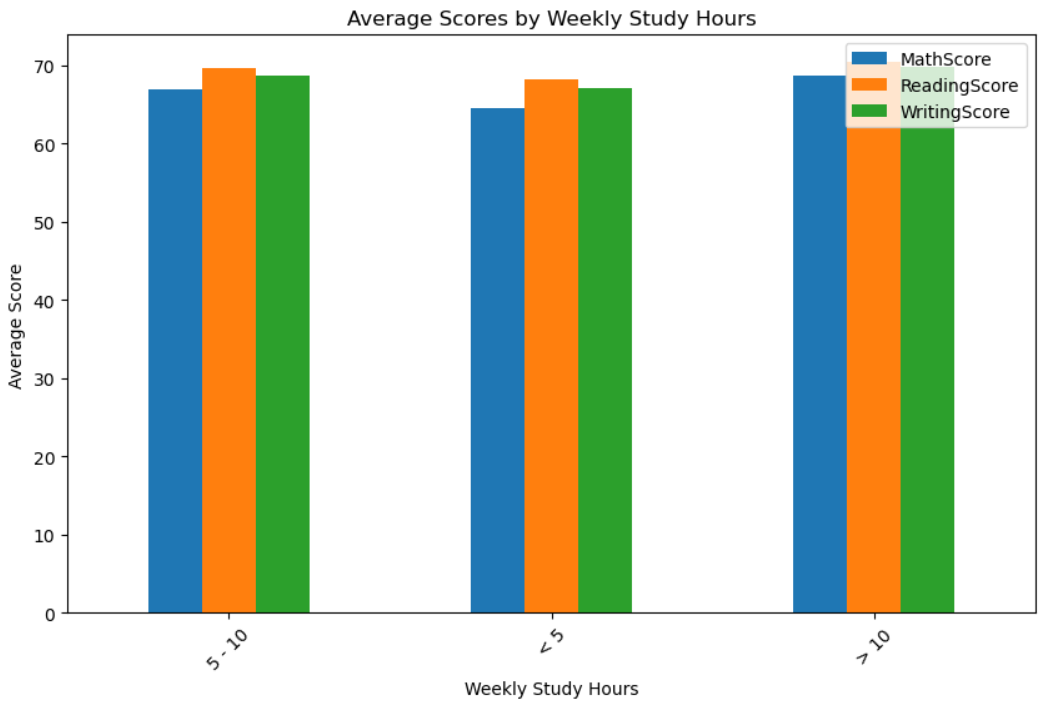 Average Scores by Weekly Study Hours
MathScore
ReadingScore
WritingScore
Average Score
70
60
50
40
30
20
10
0
5 - 10
< 5
> 10
Weekly Study Hours